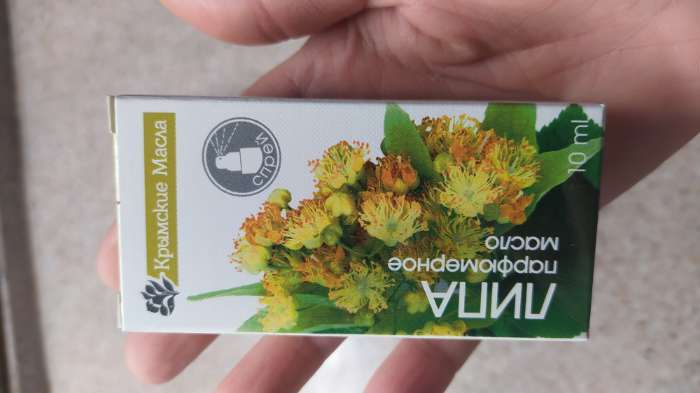 Крымские Масла
спрей
ЛИПА
парфюмерное
масло
10 ml